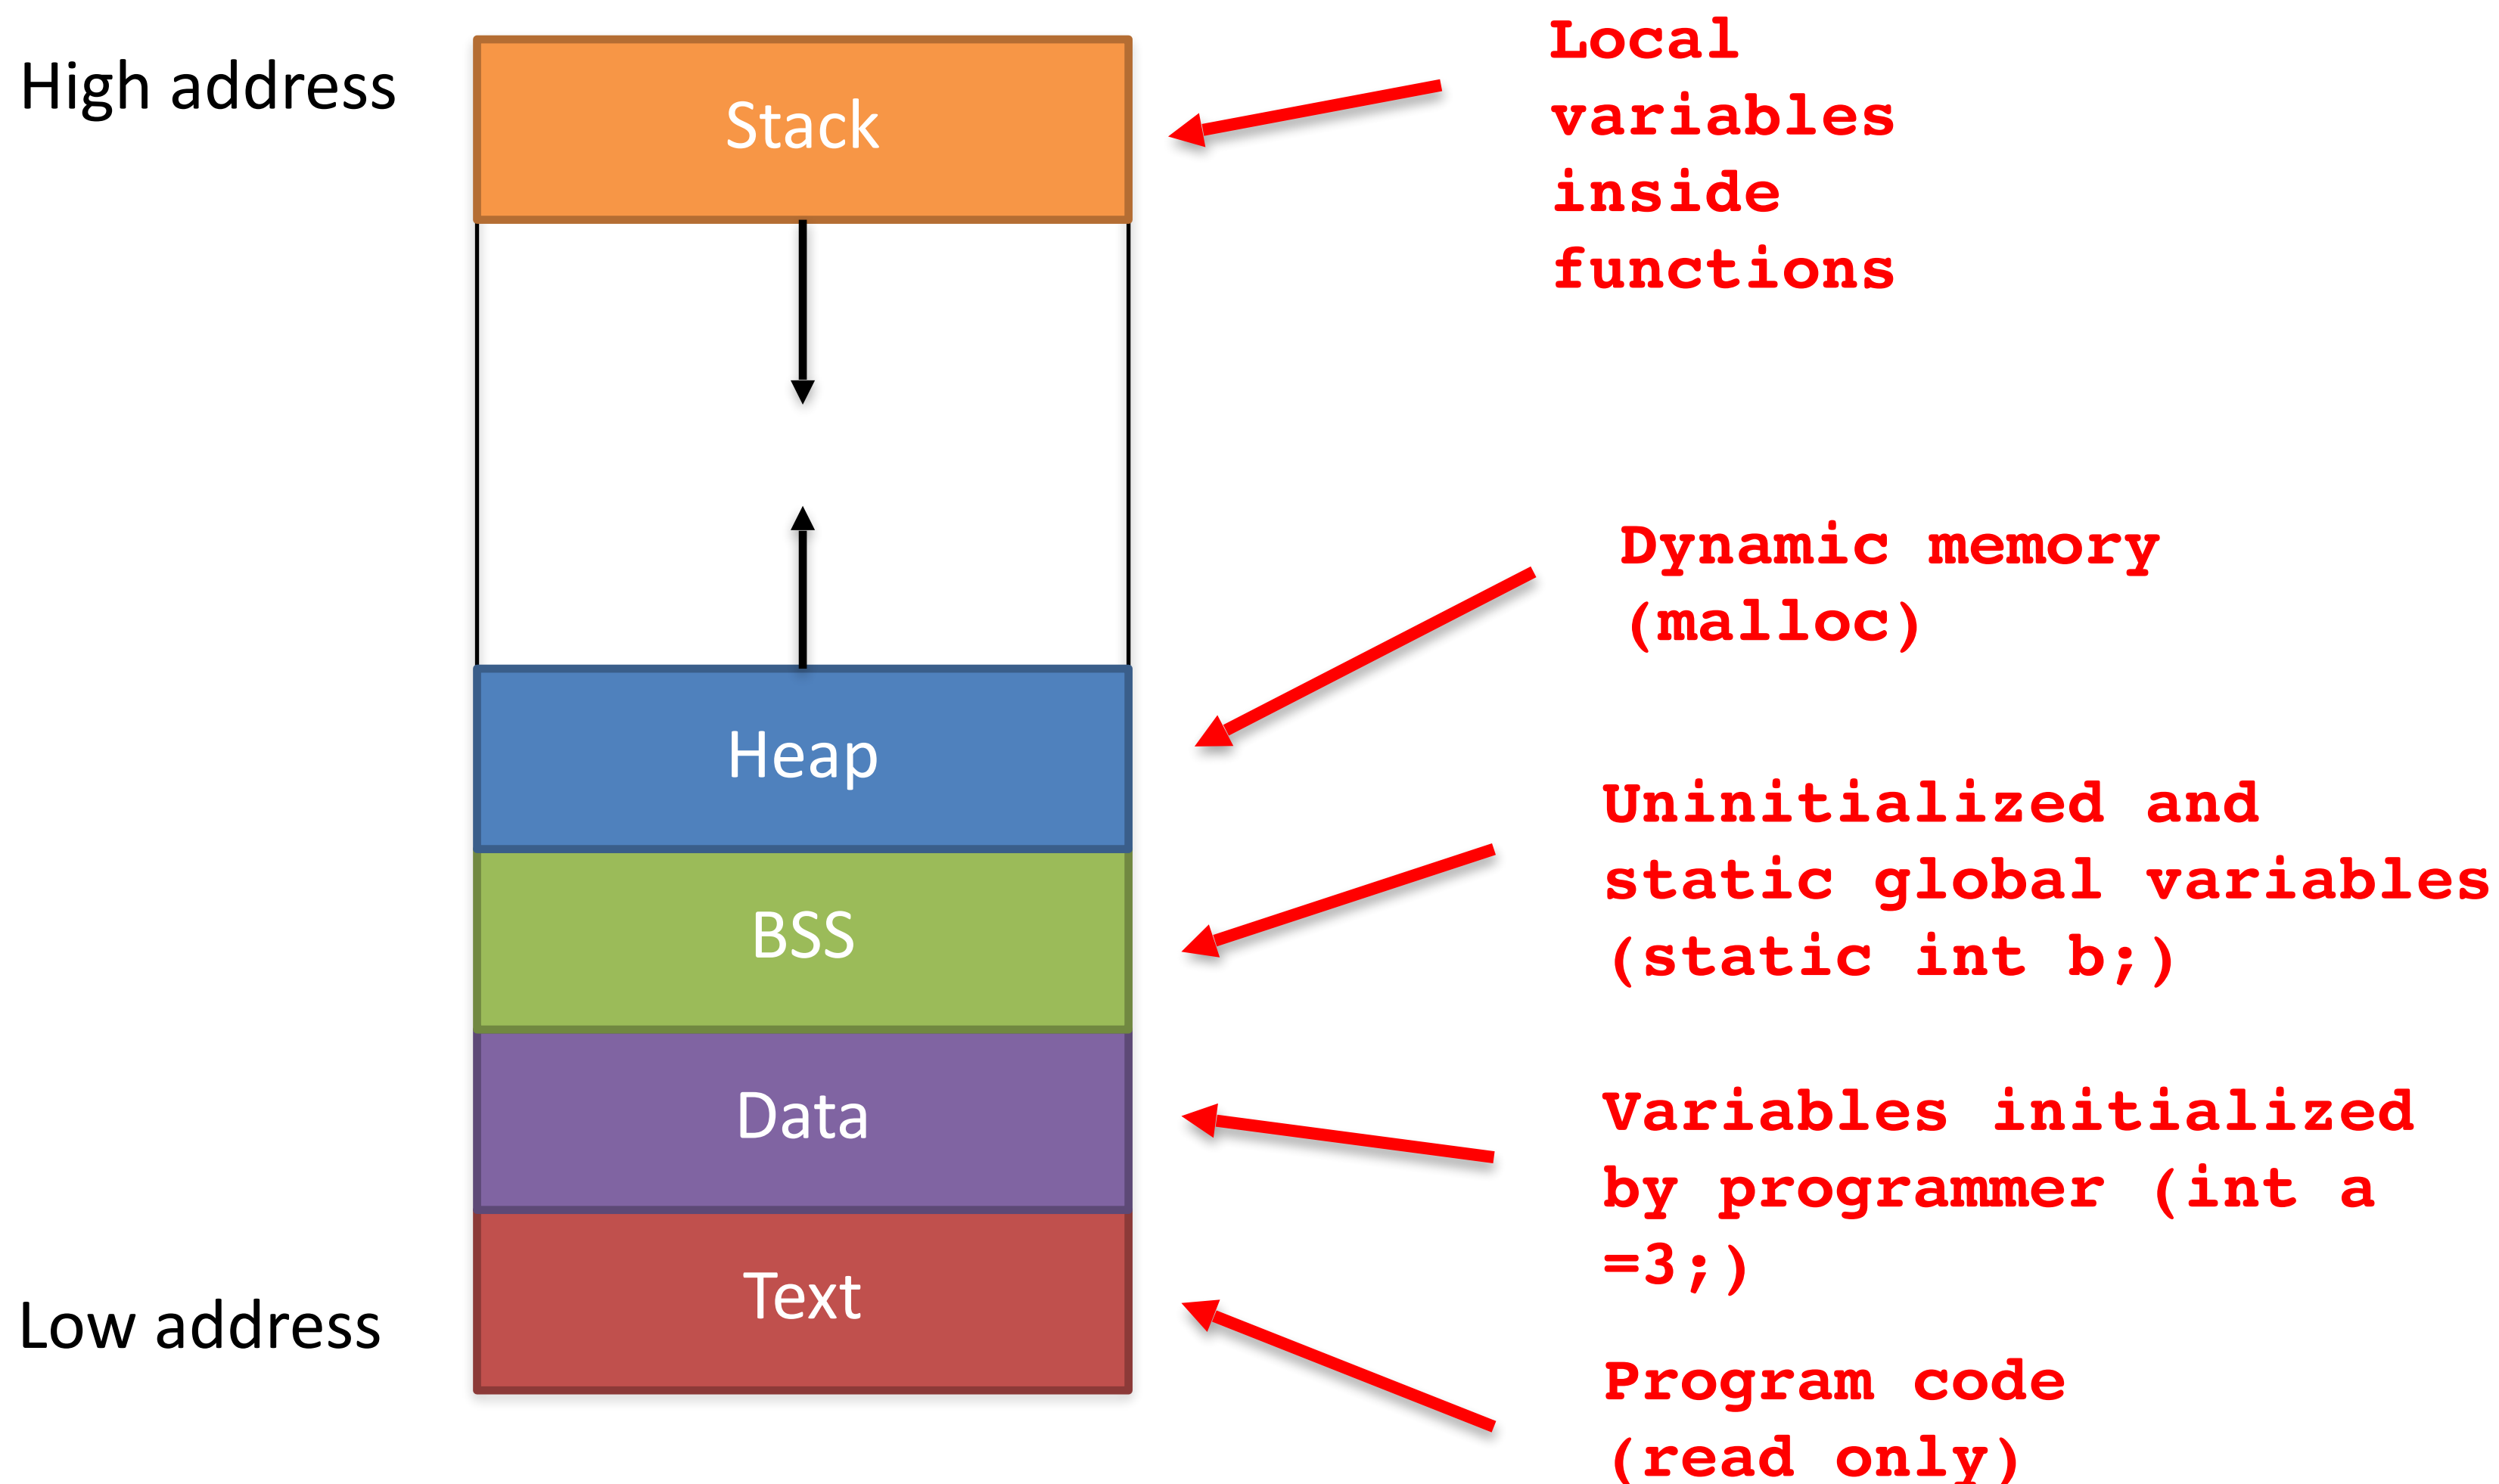 High address
Stack
Local
variables
inside
functions
Dynamic memory
(malloc)
Heap
Uninitialized and
static global variables
(static int b;)
BSS
Variables initialized
by programmer (int a
=3;)
Data
Text
Low address
Program code
(read only)